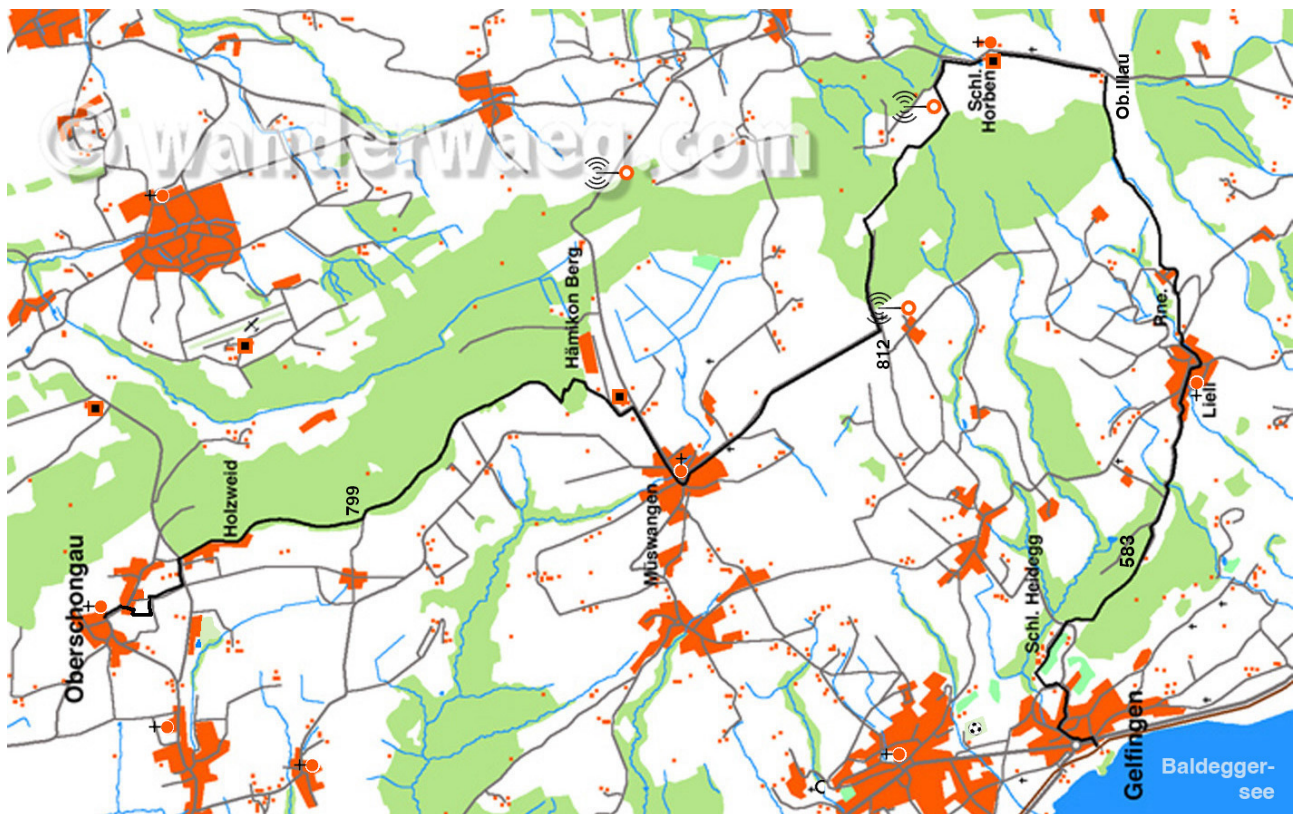 © wanderwaeg.com
Schl.
Horben
Ob.Illau
Hämikon Berg
812
Rne.
Lieli
Holzweid
799
Müswangen
583
Oberschongau
Schl. Heidegg
Gelfingen
Baldegger-
see